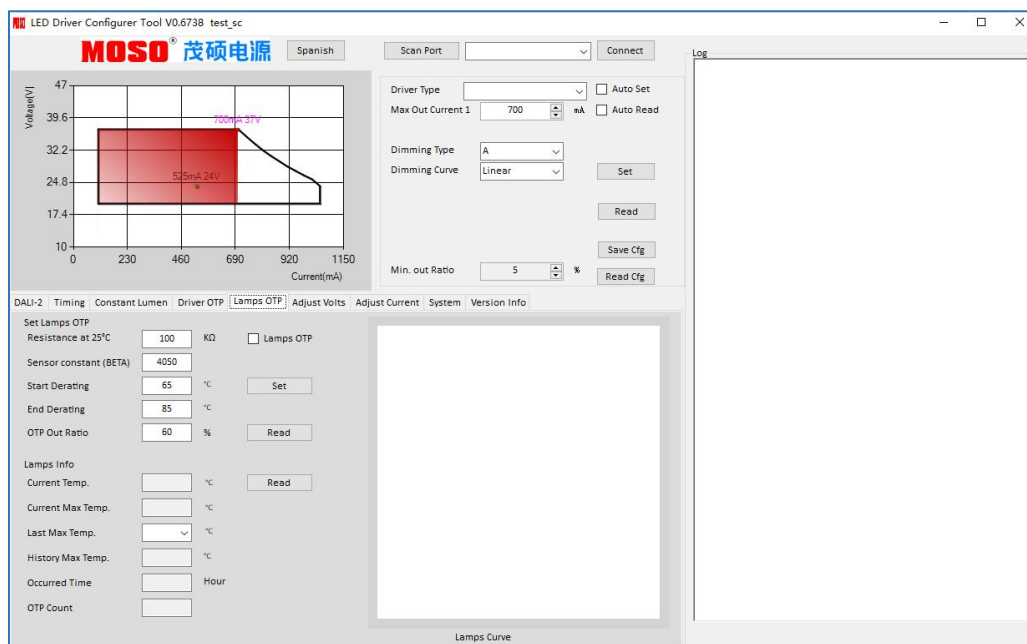 LED Driver Configurer Tool V0.6738 test_sc
MOSO® 茂硕电源
Spanish
Scan Port
Connect
Log
Voltage(V)
47
39.6
32.2
24.8
17.4
10
700mA 37V
525mA 24V
0 230 460 690 920 1150
Current(mA)
Driver Type
Auto Set
Max Out Current 1 700 mA
Auto Read
Dimming Type A
Dimming Curve Linear
Set
Read
Save Cfg
Min. out Ratio 5 %
Read Cfg
DALI-2 Timing Constant Lumen Driver OTP Lamps OTP Adjust Volts Adjust Current System Version Info
Set Lamps OTP
Resistance at 25°C 100 KΩ Lamps OTP
Sensor constant (BETA) 4050
Start Derating 65 °C Set
End Derating 85 °C
OTP Out Ratio 60 % Read
Lamps Info
Current Temp. °C Read
Current Max Temp. °C
Last Max Temp. °C
History Max Temp. °C
Occurred Time Hour
OTP Count
Lamps Curve